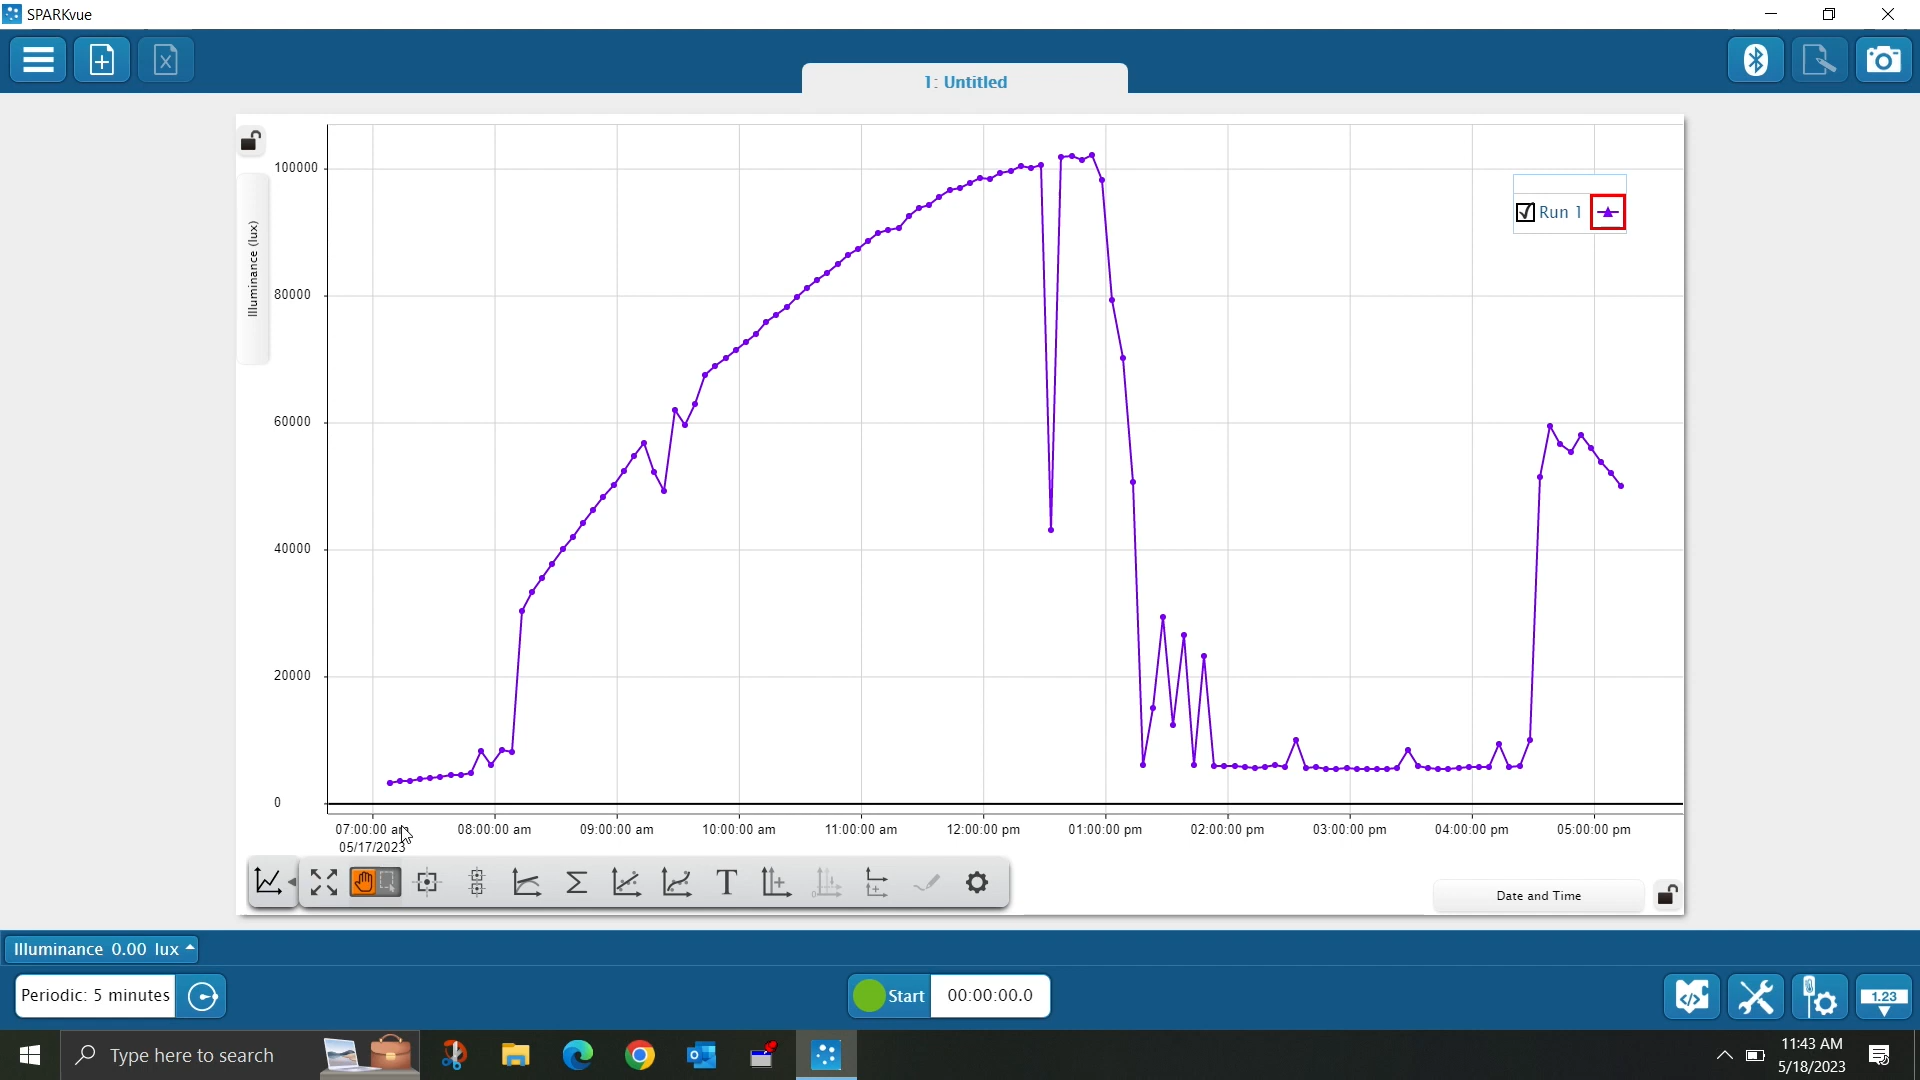 SPARKvue
1: Untitled
Illuminance (lux)
100000
80000
60000
40000
20000
0
Run 1
07:00:00 am 08:00:00 am 09:00:00 am 10:00:00 am 11:00:00 am 12:00:00 pm 01:00:00 pm 02:00:00 pm 03:00:00 pm 04:00:00 pm 05:00:00 pm
05/17/2023
Date and Time
Illuminance 0.00 lux
Periodic: 5 minutes
Start 00:00:00.0
1.23
Type here to search
11:43 AM
5/18/2023